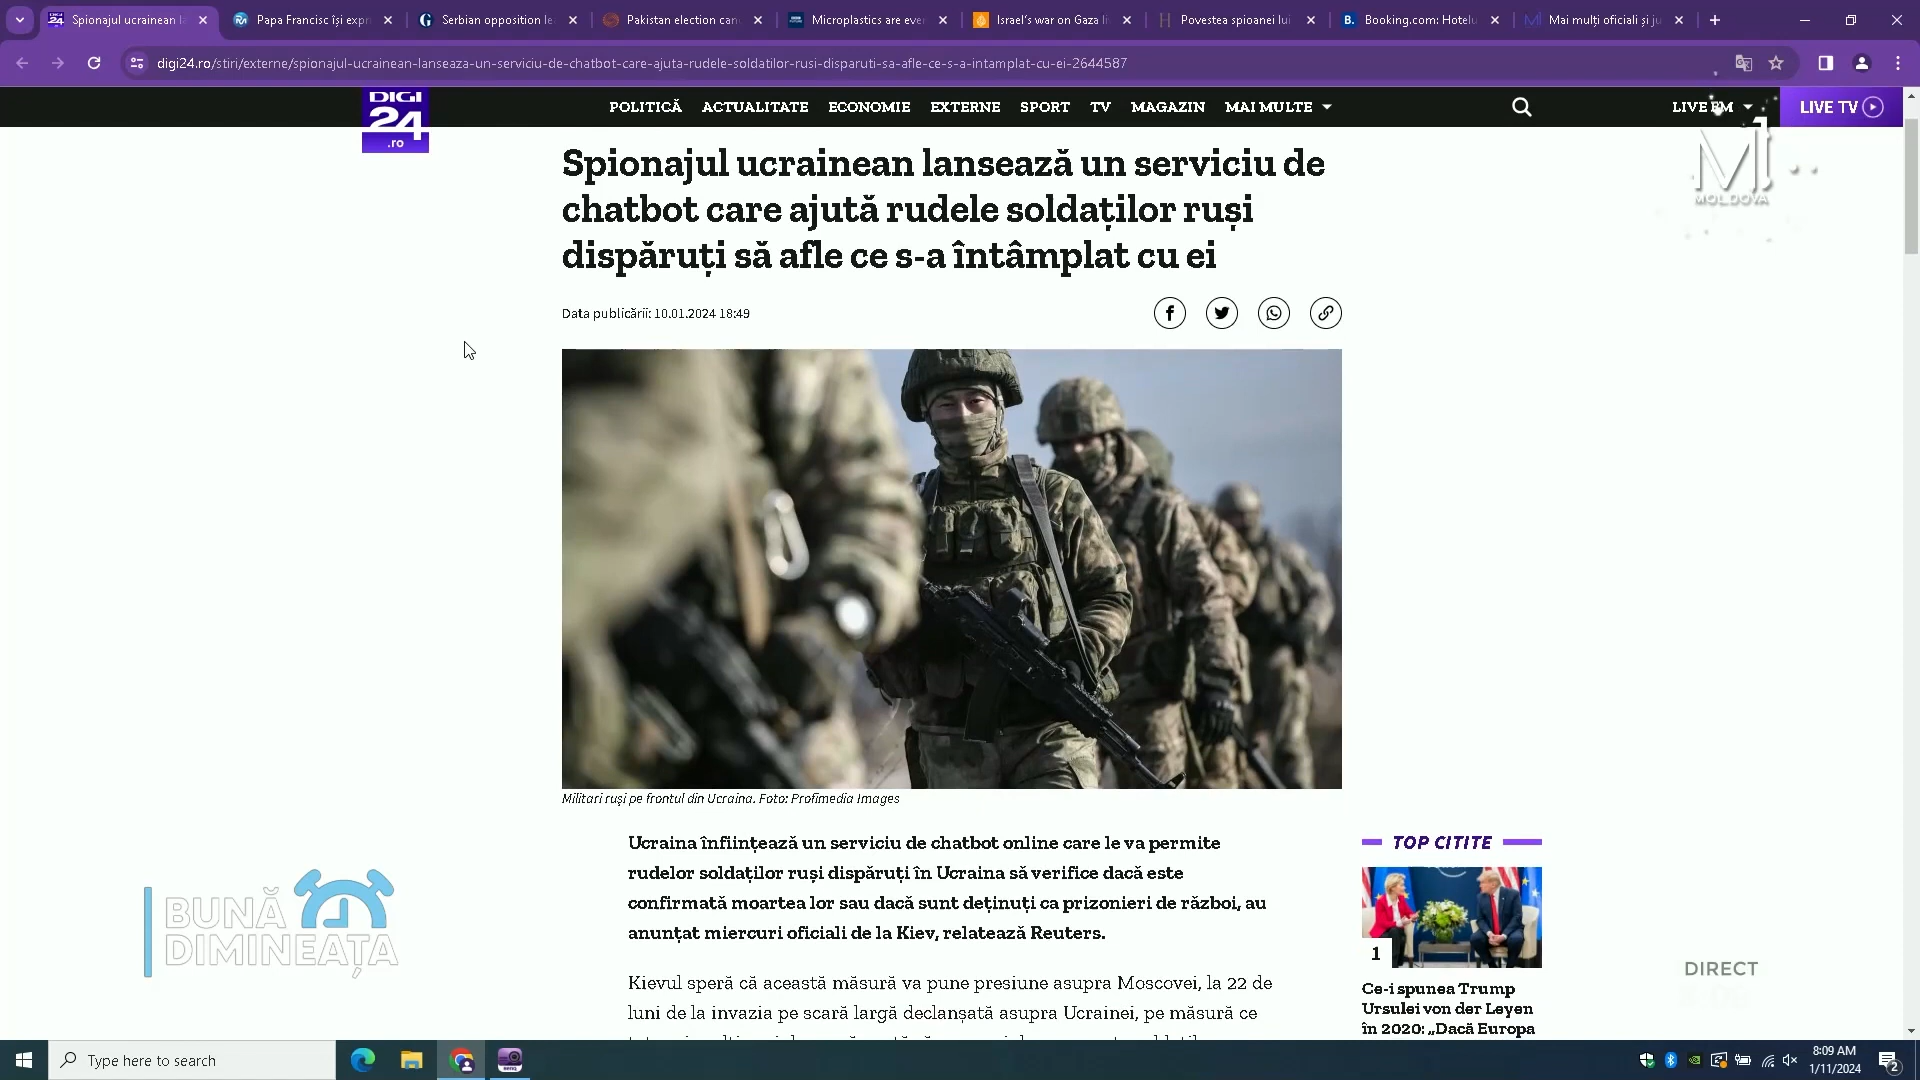 Spionajul ucrainean l
Papa Francisc își expr
Serbian opposition le
Pakistan election can
Microplastics are ever
Israel's war on Gaza li
Povestea spioanei lui
Booking.com: Hotelu
Mai mulți oficiali și ju
digi24.ro/stiri/externe/spionajul-ucrainean-lanseaza-un-serviciu-de-chatbot-care-ajuta-rudele-soldatilor-rusi-disparuti-sa-afle-ce-s-a-intamplat-cu-ei-2644587
DIGI
24
.ro
POLITICĂ ACTUALITATE ECONOMIE EXTERNE SPORT TV MAGAZIN MAI MULTE
LIVE FM
LIVE TV
MOLDOVA
Spionajul ucrainean lansează un serviciu de
chatbot care ajută rudele soldaților ruși
dispăruți să afle ce s-a întâmplat cu ei
Data publicării: 10.01.2024 18:49
Militari ruși pe frontul din Ucraina. Foto: Profimedia Images
Ucraina înființează un serviciu de chatbot online care le va permite
rudelor soldaților ruși dispăruți în Ucraina să verifice dacă este
confirmată moartea lor sau dacă sunt deținuți ca prizonieri de război, au
anunțat miercuri oficiali de la Kiev, relatează Reuters.
Kievul speră că această măsură va pune presiune asupra Moscovei, la 22 de
luni de la invazia pe scară largă declanșată asupra Ucrainei, pe măsură ce
TOP CITITE
1
Ce-i spunea Trump
Ursulei von der Leyen
în 2020: „Dacă Europa
BUNĂ
DIMINEAȚA
DIRECT
Type here to search
8:09 AM
1/11/2024
2